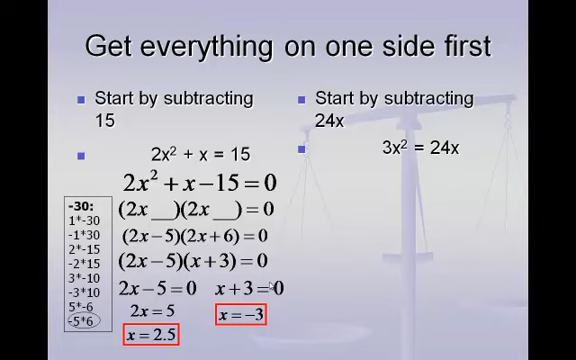 Get everything on one side first
Start by subtracting
15
2x² + x = 15
2x² + x − 15 = 0
(2x __)(2x __) = 0
(2x − 5)(2x + 6) = 0
(2x − 5)(x + 3) = 0
2x − 5 = 0 x + 3 = 0
2x = 5
x = 2.5
x = −3
-30:
1*-30
-1*30
2*-15
-2*15
3*-10
-3*10
5*-6
-5*6
Start by subtracting
24x
3x² = 24x